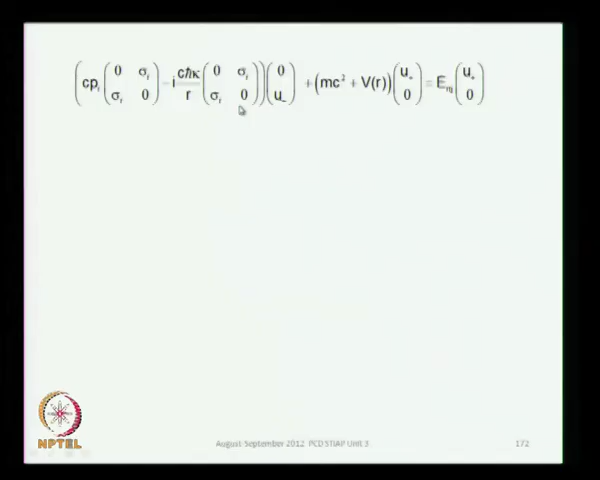 (cp_r (0 σ_r; σ_r 0) − i cħκ/r (0 σ_r; σ_r 0)) (0; u_−) + (mc² + V(r)) (u_+; 0) = E_nj (u_+; 0)
NPTEL
August-September 2012 PCD STIAP Unit 3
172